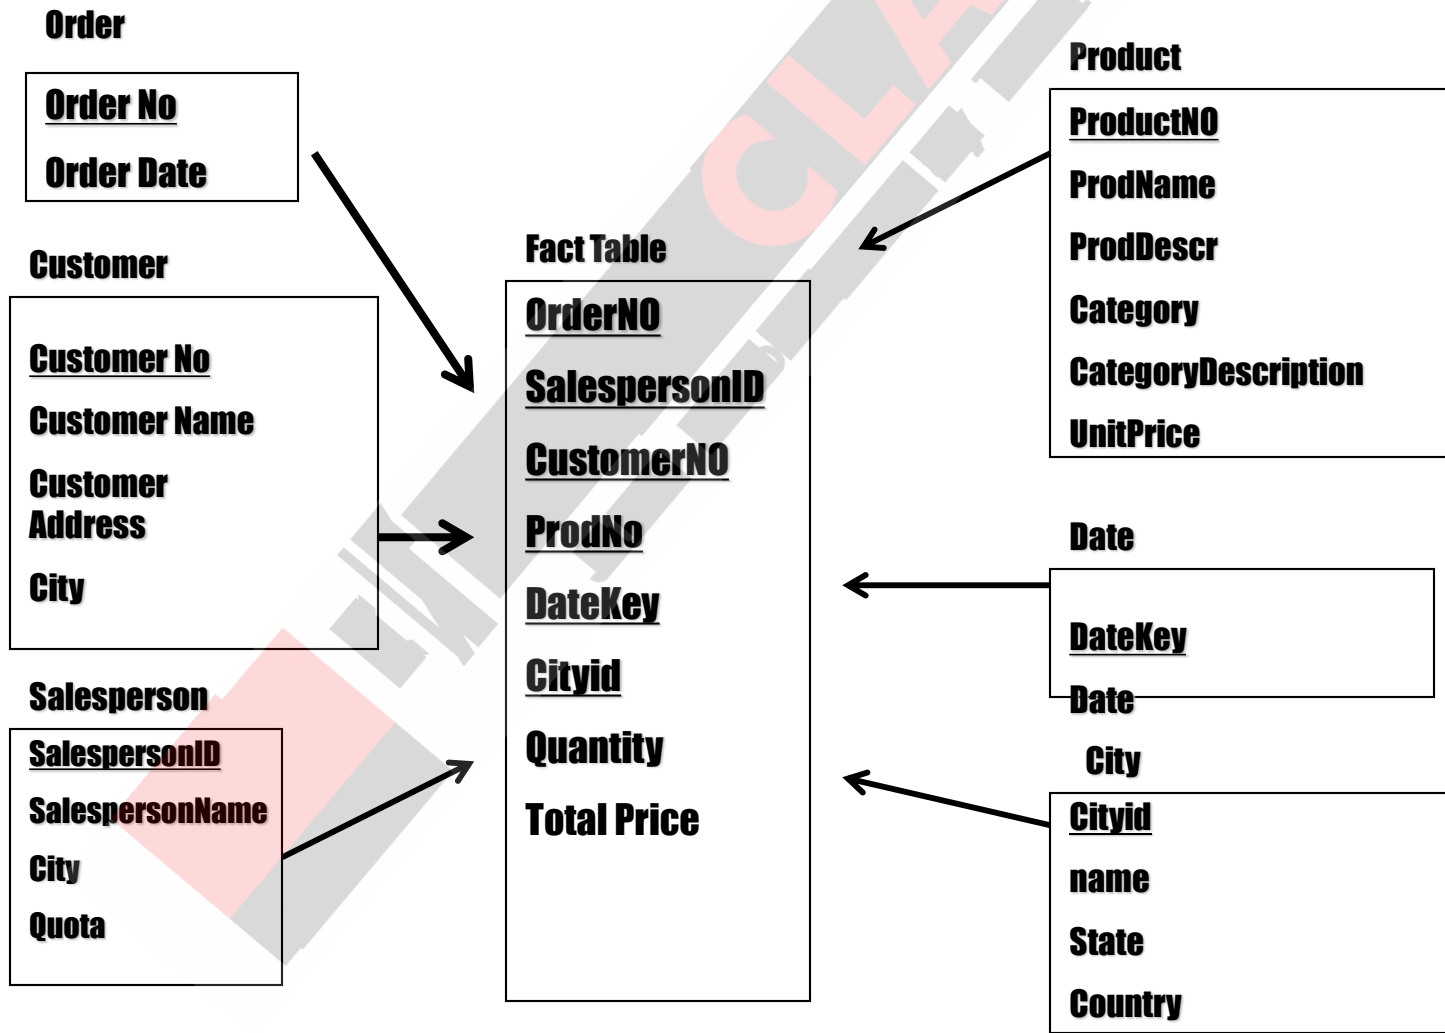 Order
Order No
Order Date
Customer
Customer No
Customer Name
Customer
Address
City
Salesperson
SalespersonID
SalespersonName
City
Quota
Fact Table
OrderNO
SalespersonID
CustomerNO
ProdNo
DateKey
Cityid
Quantity
Total Price
Product
ProductNO
ProdName
ProdDescr
Category
CategoryDescription
UnitPrice
Date
DateKey
Date
City
Cityid
name
State
Country